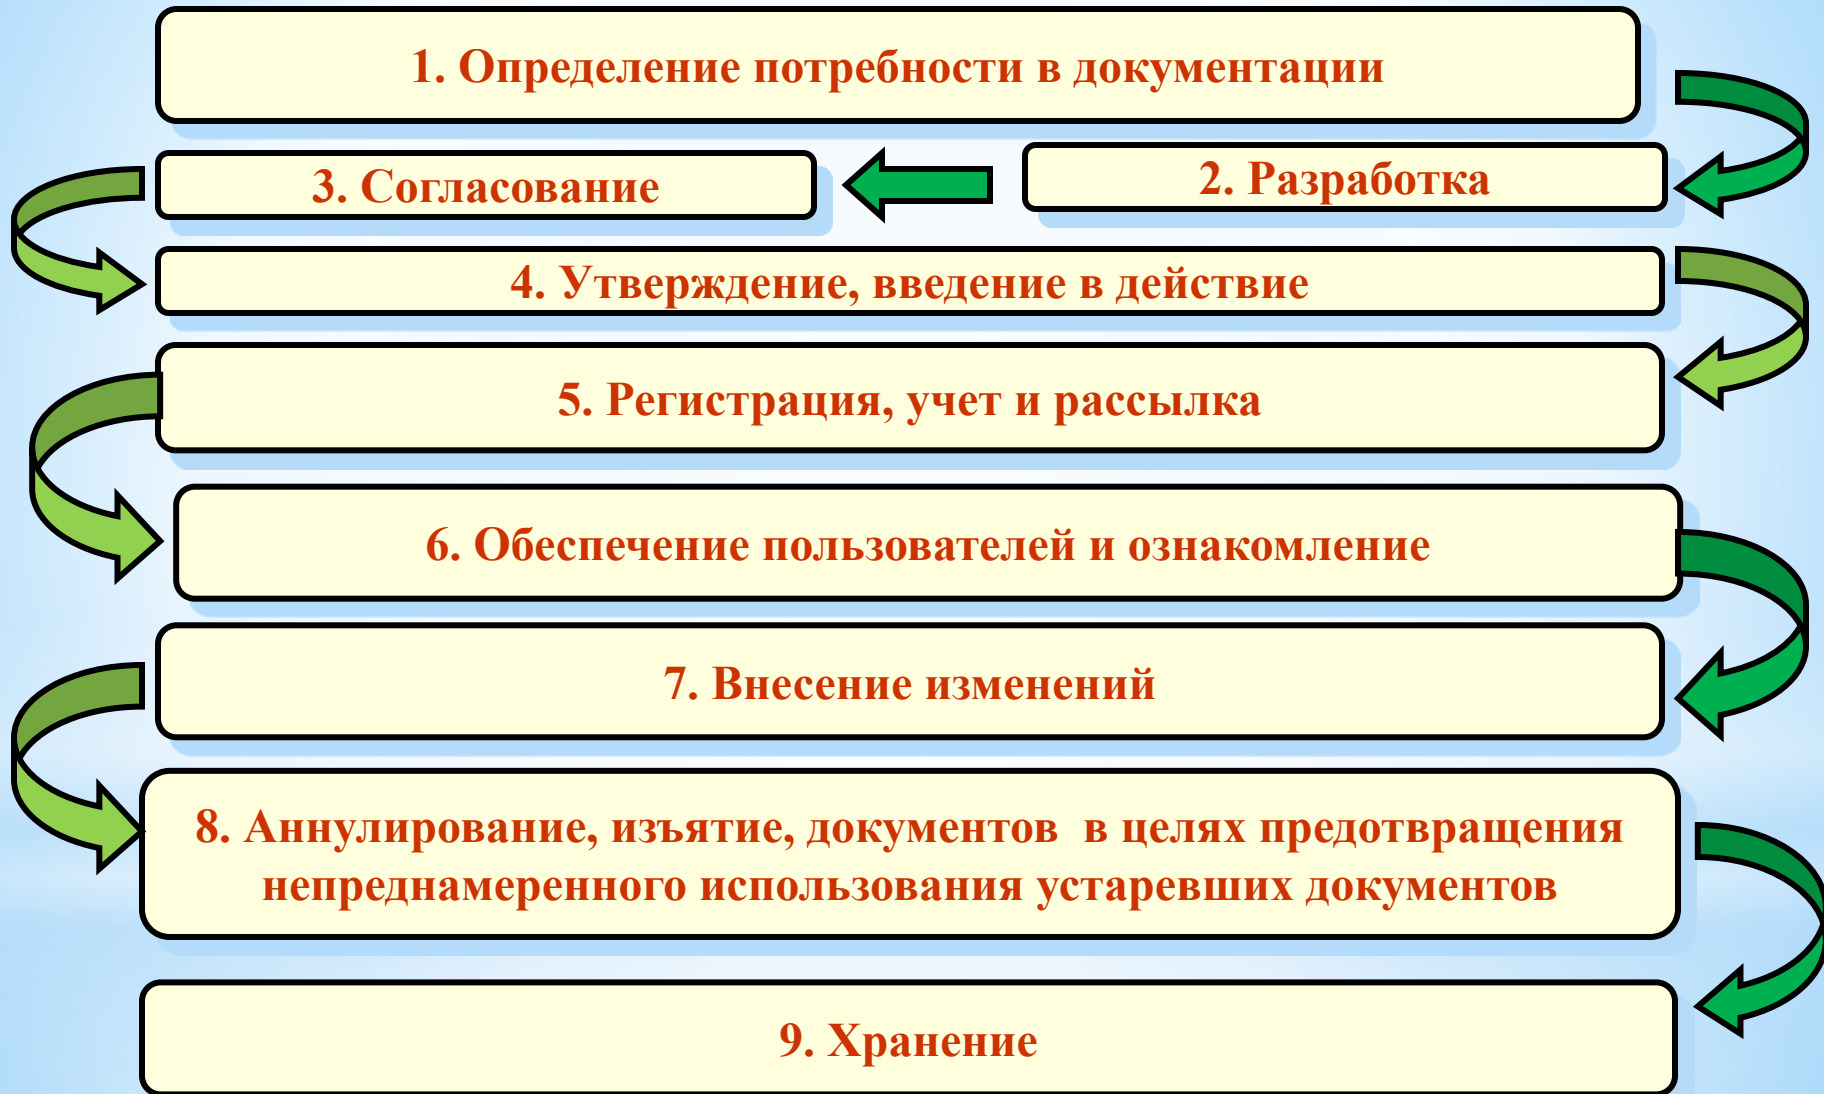 1. Определение потребности в документации
2. Разработка
3. Согласование
4. Утверждение, введение в действие
5. Регистрация, учет и рассылка
6. Обеспечение пользователей и ознакомление
7. Внесение изменений
8. Аннулирование, изъятие, документов в целях предотвращения
непреднамеренного использования устаревших документов
9. Хранение